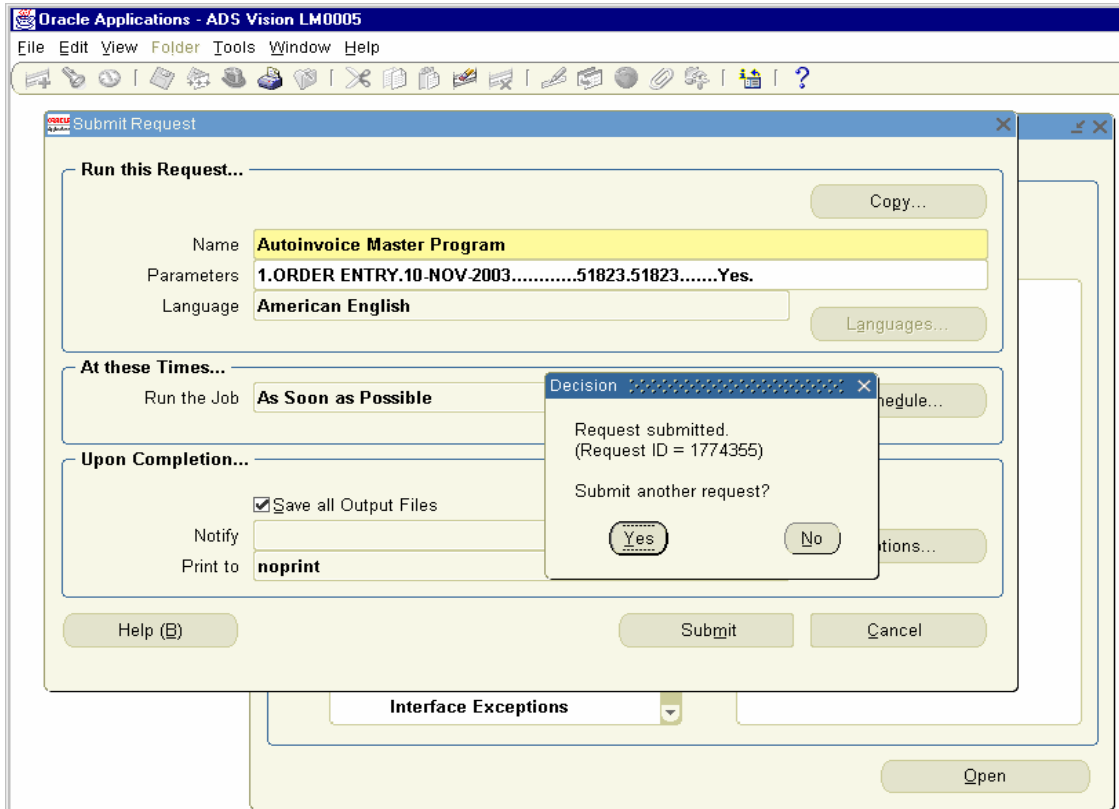 Oracle Applications - ADS Vision LM0005
File Edit View Folder Tools Window Help
Submit Request
Run this Request...
Copy...
Name Autoinvoice Master Program
Parameters 1.ORDER ENTRY.10-NOV-2003............51823.51823.......Yes.
Language American English
Languages...
At these Times...
Run the Job As Soon as Possible
hedule...
Decision
Request submitted.
(Request ID = 1774355)
Submit another request?
Yes No
Upon Completion...
Save all Output Files
Notify
tions...
Print to noprint
Help (B) Submit Cancel
Interface Exceptions
Open